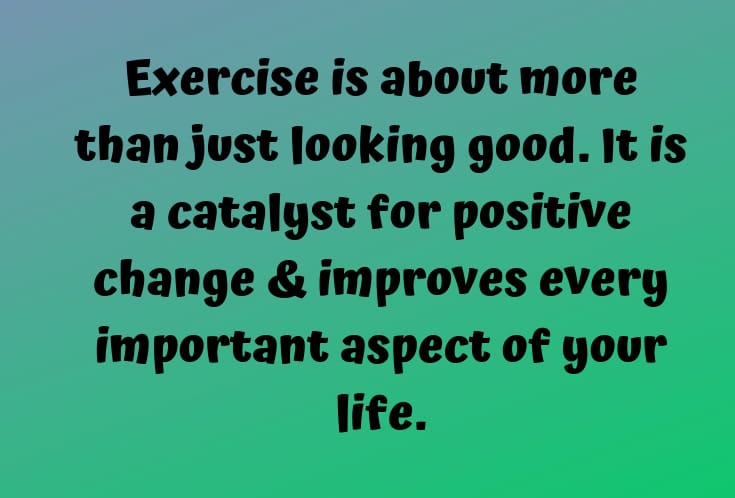 Exercise is about more
than just looking good. It is
a catalyst for positive
change & improves every
important aspect of your
life.